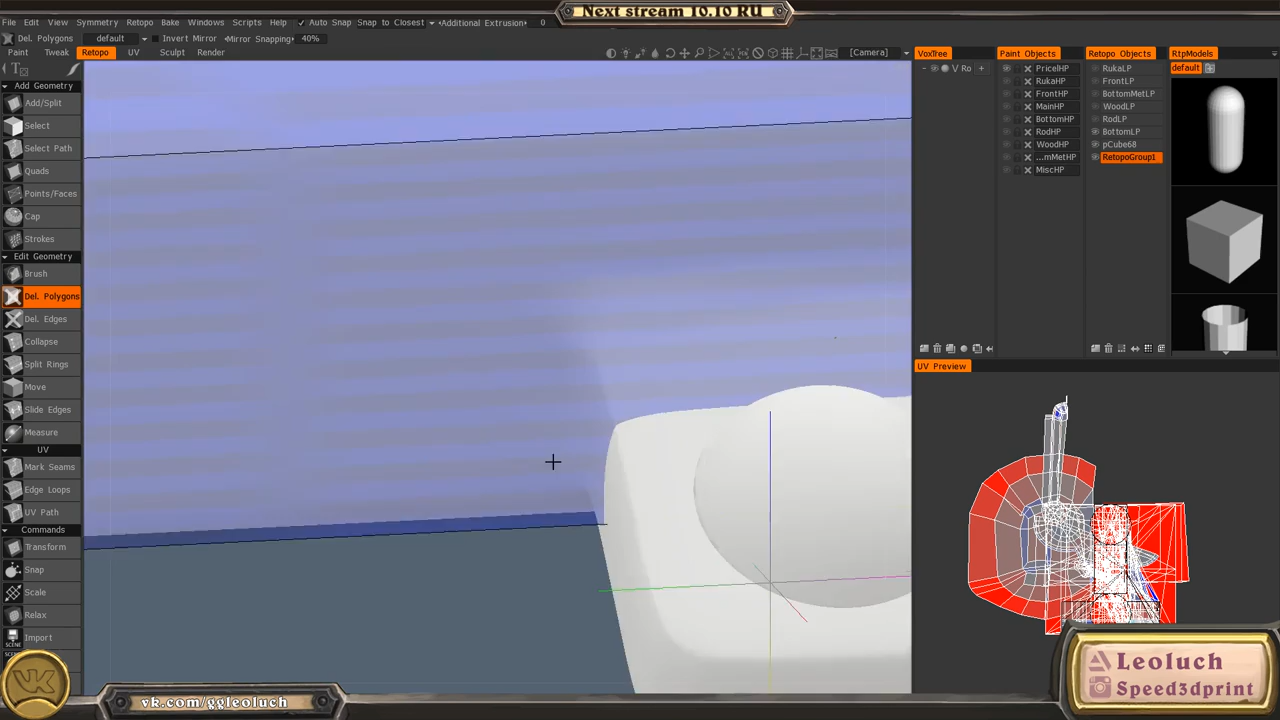 Next stream 10.10 RU
File Edit View Symmetry Retopo Bake Windows Scripts Auto Snap Snap to Closest Additional Extrusion 0
Del. Polygons default Invert Mirror Mirror Snapping 40%
Paint Tweak Retopo UV Sculpt Render [Camera]
VoxTree Paint Objects Retopo Objects RtpModels
V Ro +
default
Add Geometry
Add/Split
Select
Select Path
Quads
Points/Faces
Cap
Strokes
Edit Geometry
Brush
Del. Polygons
Del. Edges
Collapse
Split Rings
Move
Slide Edges
Measure
UV
Mark Seams
Edge Loops
UV Path
Commands
Transform
Snap
Scale
Relax
Import
SCENE
SCENE
PricelHP
RukaHP
FrontHP
MainHP
BottomHP
RodHP
WoodHP
...mMetHP
MiscHP
RukaLP
FrontLP
BottomMetLP
WoodLP
RodLP
BottomLP
pCube68
RetopoGroup1
UV Preview
vk.com/ggleoluch
Leoluch
Speed3dprint